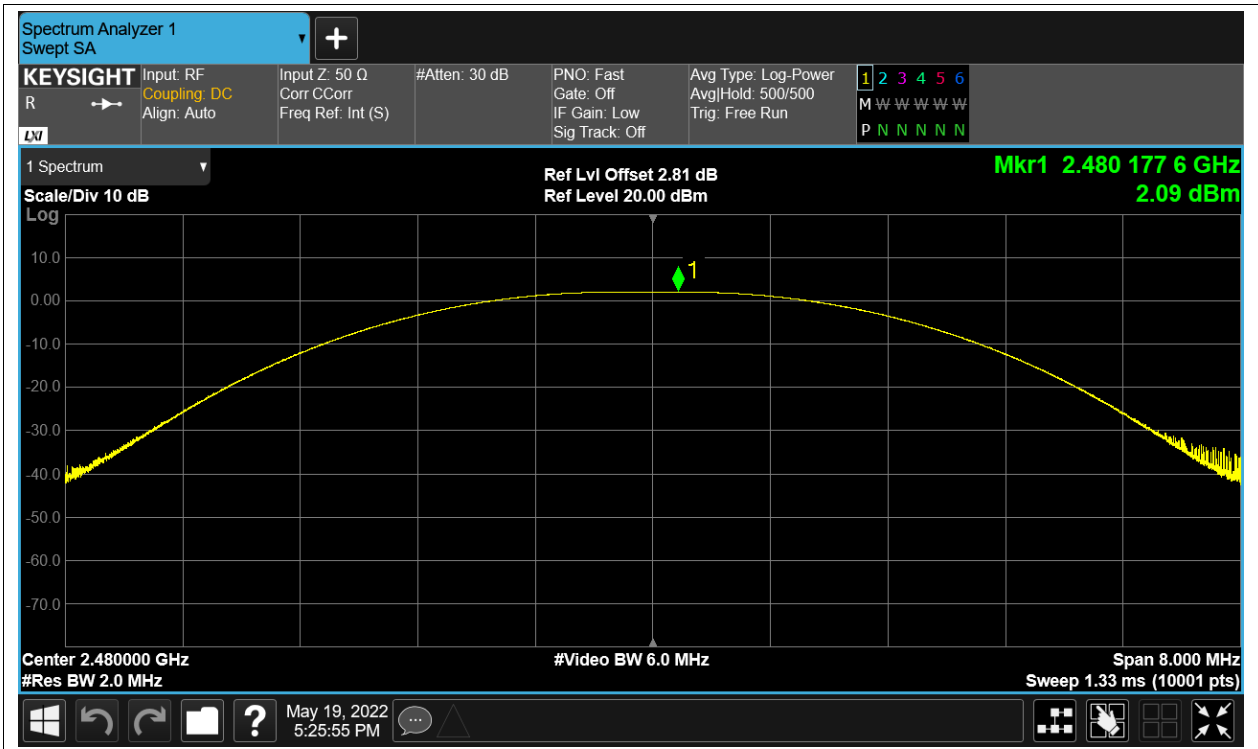 Spectrum Analyzer 1
Swept SA
KEYSIGHT
R
LXI
Input: RF
Coupling: DC
Align: Auto
Input Z: 50 Ω
Corr CCorr
Freq Ref: Int (S)
#Atten: 30 dB
PNO: Fast
Gate: Off
IF Gain: Low
Sig Track: Off
Avg Type: Log-Power
Avg|Hold: 500/500
Trig: Free Run
1 2 3 4 5 6
M W W W W W
P N N N N N
1 Spectrum
Scale/Div 10 dB
Log
Ref Lvl Offset 2.81 dB
Ref Level 20.00 dBm
Mkr1 2.480 177 6 GHz
2.09 dBm
1
10.0
0.00
-10.0
-20.0
-30.0
-40.0
-50.0
-60.0
-70.0
Center 2.480000 GHz
#Res BW 2.0 MHz
#Video BW 6.0 MHz
Span 8.000 MHz
Sweep 1.33 ms (10001 pts)
?
May 19, 2022
5:25:55 PM